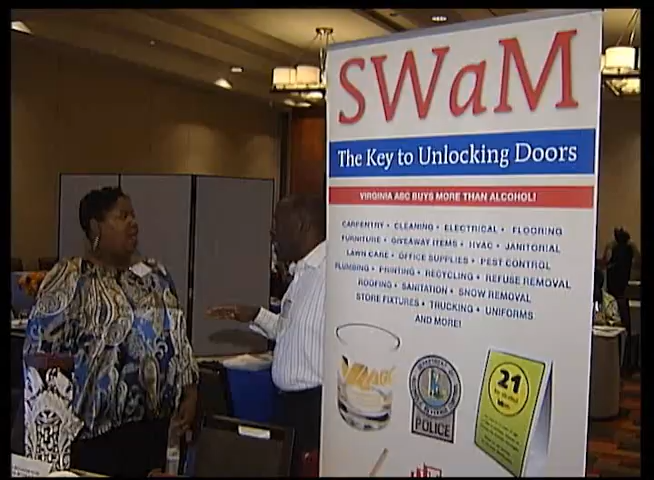 SWaM
The Key to Unlocking Doors
VIRGINIA ABC BUYS MORE THAN ALCOHOL!
CARPENTRY • CLEANING • ELECTRICAL • FLOORING
FURNITURE • GIVEAWAY ITEMS • HVAC • JANITORIAL
LAWN CARE • OFFICE SUPPLIES • PEST CONTROL
PLUMBING • PRINTING • RECYCLING • REFUSE REMOVAL
ROOFING • SANITATION • SNOW REMOVAL
STORE FIXTURES • TRUCKING • UNIFORMS
AND MORE!
ABC
POLICE
21